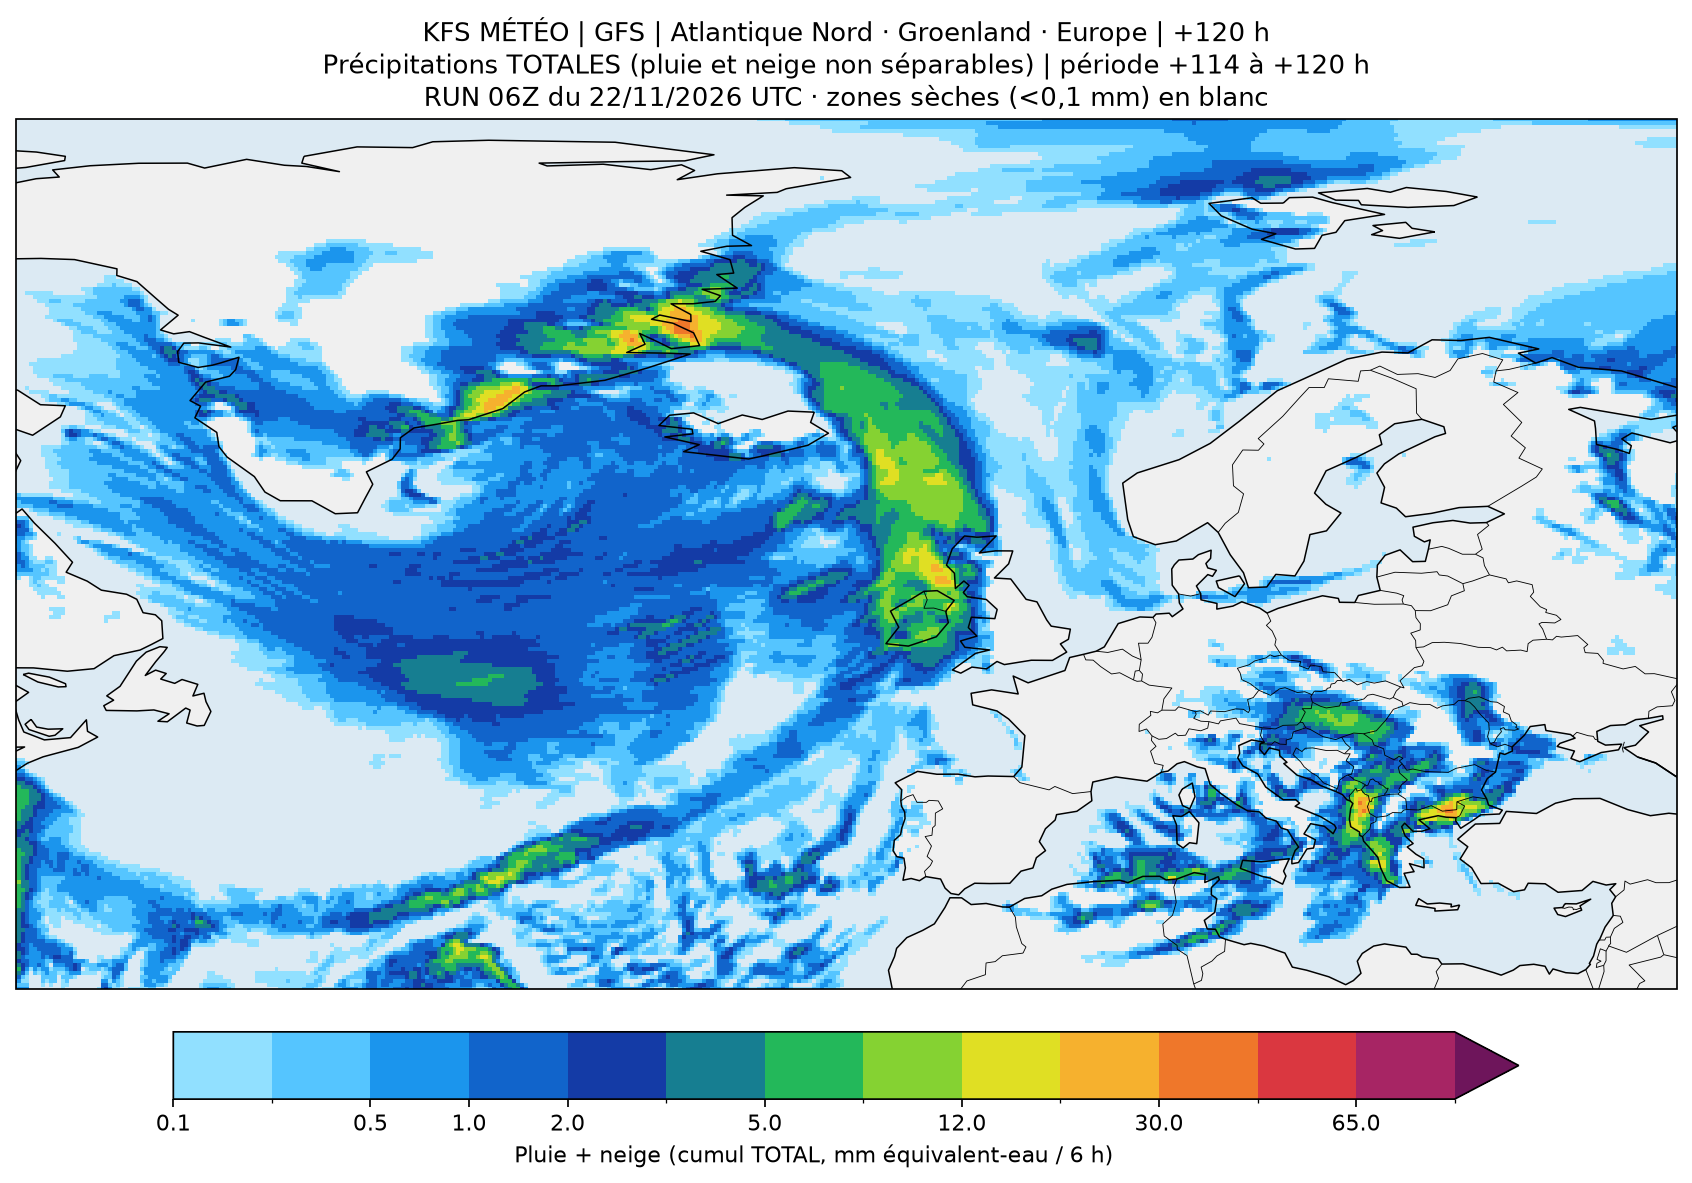 KFS MÉTÉO | GFS | Atlantique Nord · Groenland · Europe | +120 h
Précipitations TOTALES (pluie et neige non séparables) | période +114 à +120 h
RUN 06Z du 22/11/2026 UTC · zones sèches (<0,1 mm) en blanc
0.1 0.5 1.0 2.0 5.0 12.0 30.0 65.0
Pluie + neige (cumul TOTAL, mm équivalent-eau / 6 h)